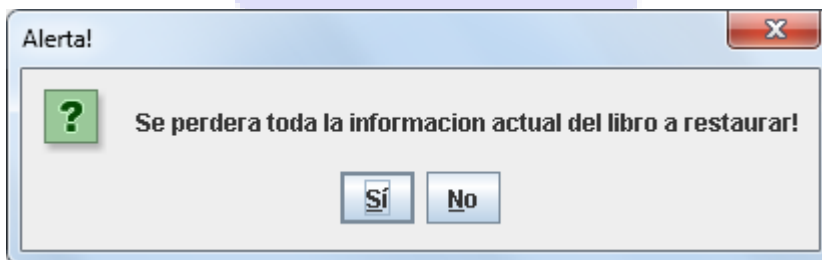 Alerta!
?
Se perdera toda la informacion actual del libro a restaurar!
Sí No